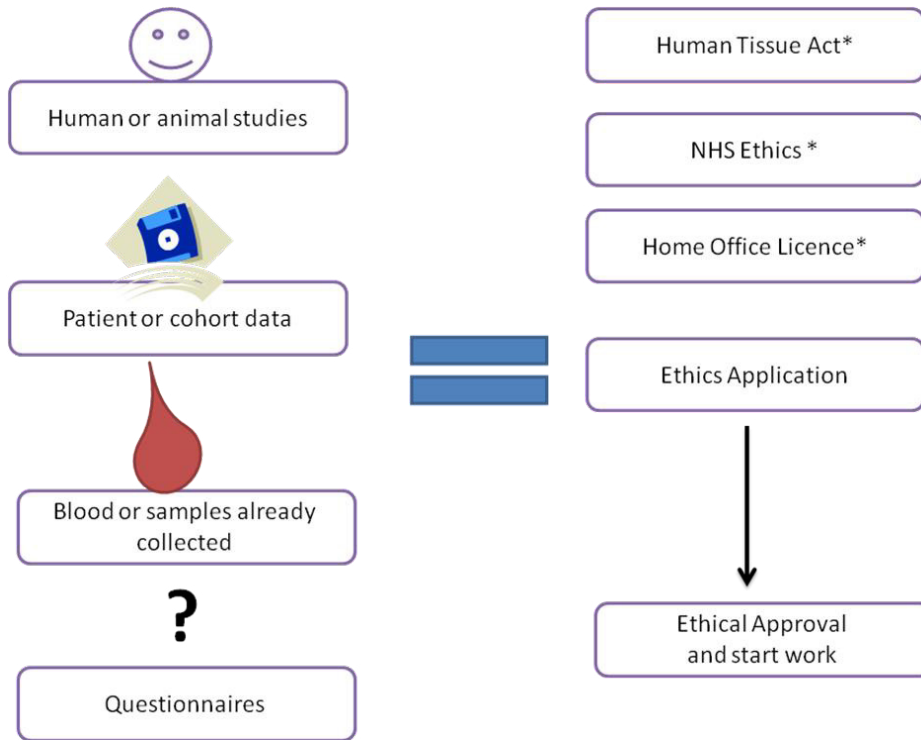 Human or animal studies
Patient or cohort data
Blood or samples already
collected
?
Questionnaires
Human Tissue Act*
NHS Ethics *
Home Office Licence*
Ethics Application
Ethical Approval
and start work